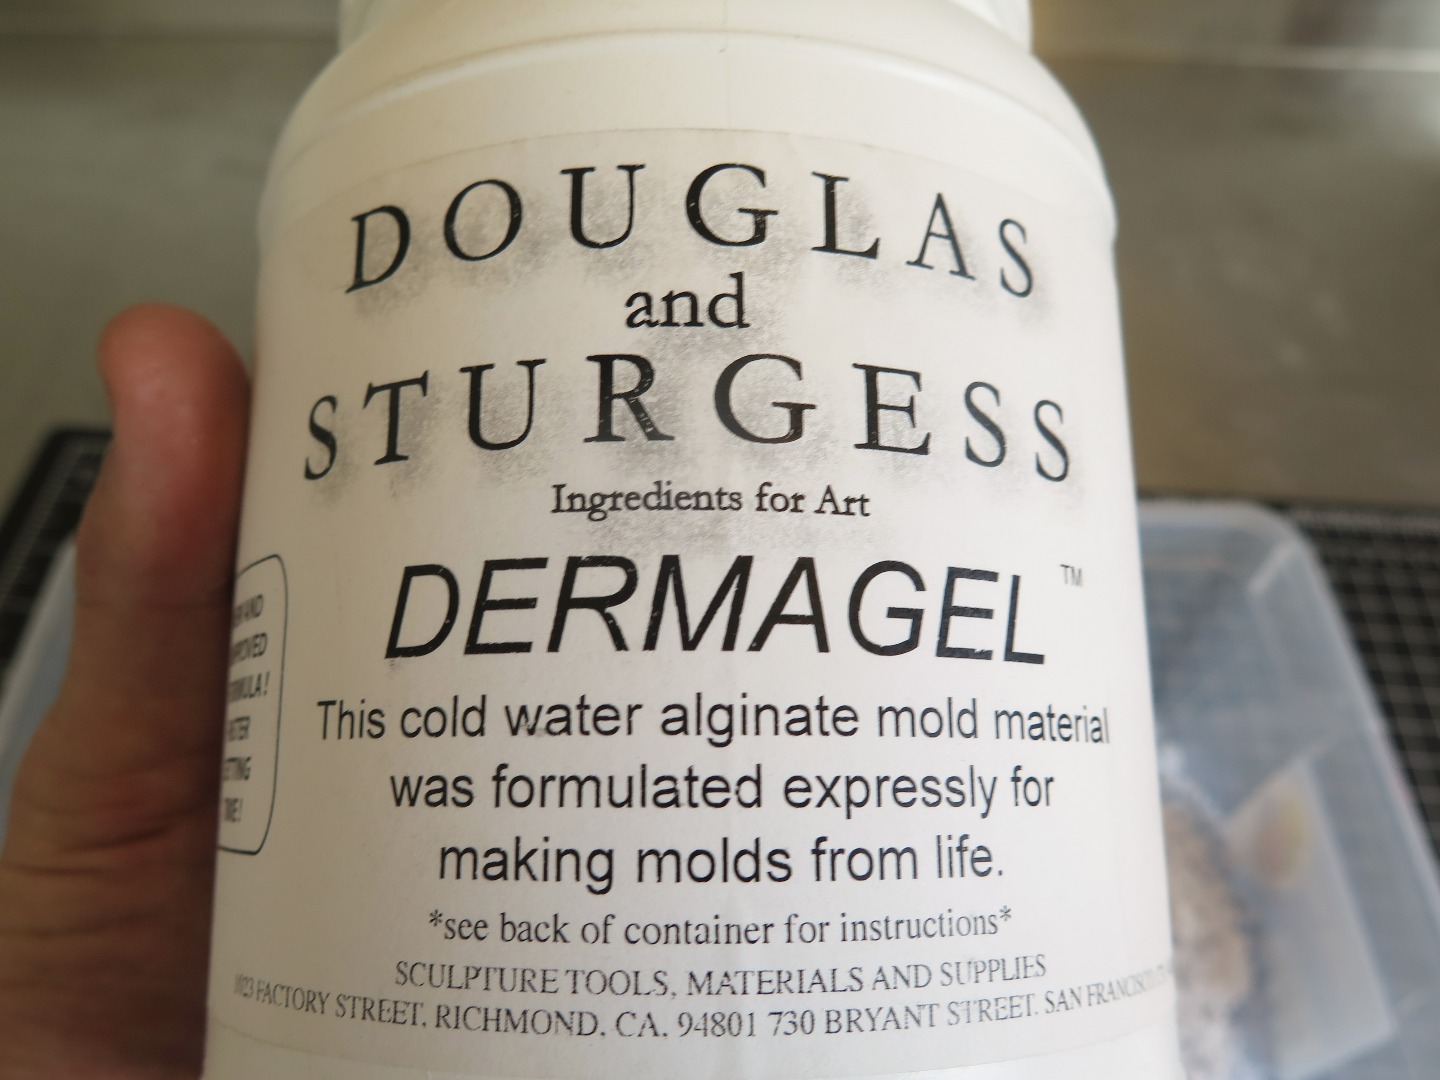 DOUGLAS
and
STURGESS
Ingredients for Art
DERMAGEL™
This cold water alginate mold material
was formulated expressly for
making molds from life.
*see back of container for instructions*
SCULPTURE TOOLS, MATERIALS AND SUPPLIES
FACTORY STREET, RICHMOND, CA. 94801 730 BRYANT STREET. SAN FRANCISCO